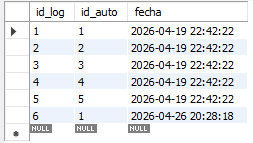 id_log id_auto fecha
1 1 2026-04-19 22:42:22
2 2 2026-04-19 22:42:22
3 3 2026-04-19 22:42:22
4 4 2026-04-19 22:42:22
5 5 2026-04-19 22:42:22
6 1 2026-04-26 20:28:18
NULL NULL NULL